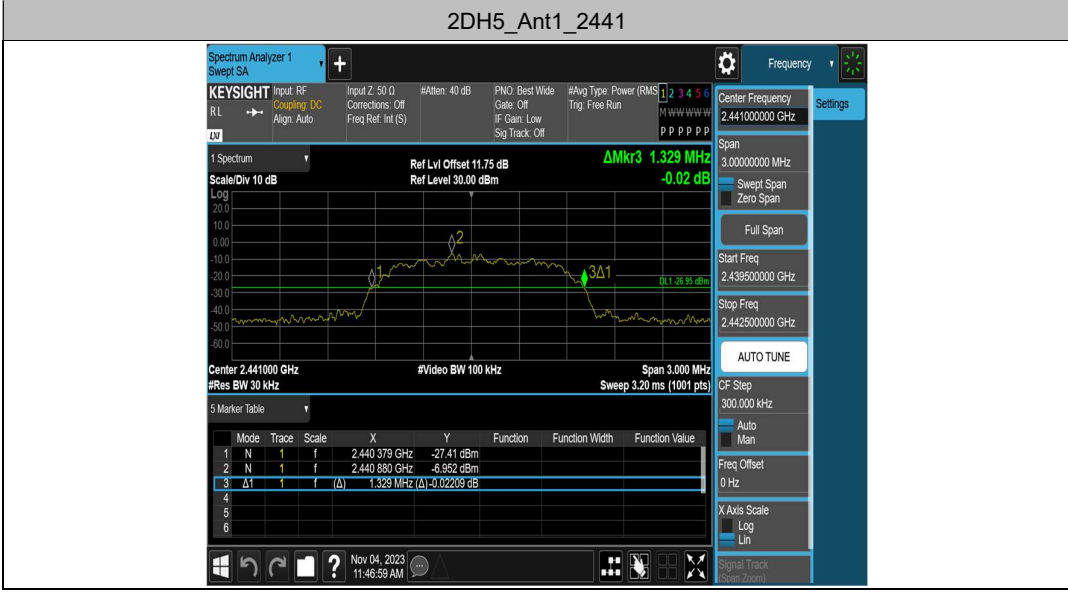 2DH5_Ant1_2441
Spectrum Analyzer 1
Swept SA
+
Frequency
KEYSIGHT
RL
LXI
Input: RF
Coupling: DC
Align: Auto
Input Z: 50 Ω
Corrections: Off
Freq Ref: Int (S)
#Atten: 40 dB
PNO: Best Wide
Gate: Off
IF Gain: Low
Sig Track: Off
#Avg Type: Power (RMS
Trig: Free Run
1 2 3 4 5 6
M W W W W W
P P P P P P
1 Spectrum
Scale/Div 10 dB
Ref Lvl Offset 11.75 dB
Ref Level 30.00 dBm
ΔMkr3 1.329 MHz
-0.02 dB
Log
20.0
10.0
0.00
-10.0
-20.0
-30.0
-40.0
-50.0
-60.0
1
2
3Δ1
DL1 -26.95 dBm
Center 2.441000 GHz
#Video BW 100 kHz
Span 3.000 MHz
#Res BW 30 kHz
Sweep 3.20 ms (1001 pts)
5 Marker Table
Mode Trace Scale X Y Function Function Width Function Value
1 N 1 f 2.440 379 GHz -27.41 dBm
2 N 1 f 2.440 880 GHz -6.952 dBm
3 Δ1 1 f (Δ) 1.329 MHz (Δ) -0.02209 dB
4
5
6
Nov 04, 2023
11:46:59 AM
Center Frequency
2.441000000 GHz
Settings
Span
3.00000000 MHz
Swept Span
Zero Span
Full Span
Start Freq
2.439500000 GHz
Stop Freq
2.442500000 GHz
AUTO TUNE
CF Step
300.000 kHz
Auto
Man
Freq Offset
0 Hz
X Axis Scale
Log
Lin
Signal Track
(Span Zoom)